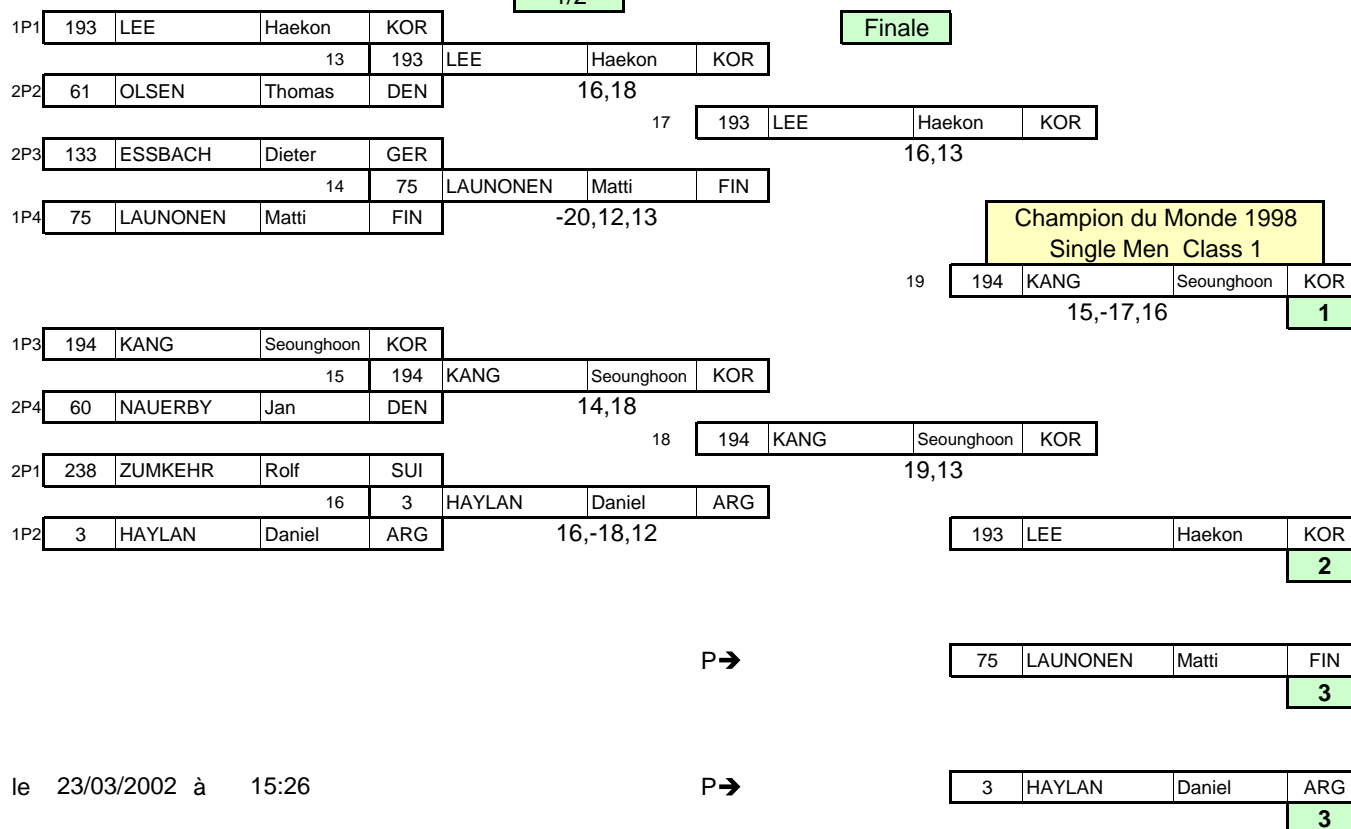 1/2
1P1 193 LEE Haekon KOR
Finale
13 193 LEE Haekon KOR
2P2 61 OLSEN Thomas DEN 16,18
17 193 LEE Haekon KOR
2P3 133 ESSBACH Dieter GER 16,13
14 75 LAUNONEN Matti FIN
1P4 75 LAUNONEN Matti FIN -20,12,13
Champion du Monde 1998
Single Men Class 1
19 194 KANG Seounghoon KOR
15,-17,16 1
1P3 194 KANG Seounghoon KOR
15 194 KANG Seounghoon KOR
2P4 60 NAUERBY Jan DEN 14,18
18 194 KANG Seounghoon KOR
2P1 238 ZUMKEHR Rolf SUI 19,13
16 3 HAYLAN Daniel ARG
1P2 3 HAYLAN Daniel ARG 16,-18,12
193 LEE Haekon KOR
2
P➔ 75 LAUNONEN Matti FIN
3
le 23/03/2002 à 15:26 P➔ 3 HAYLAN Daniel ARG
3